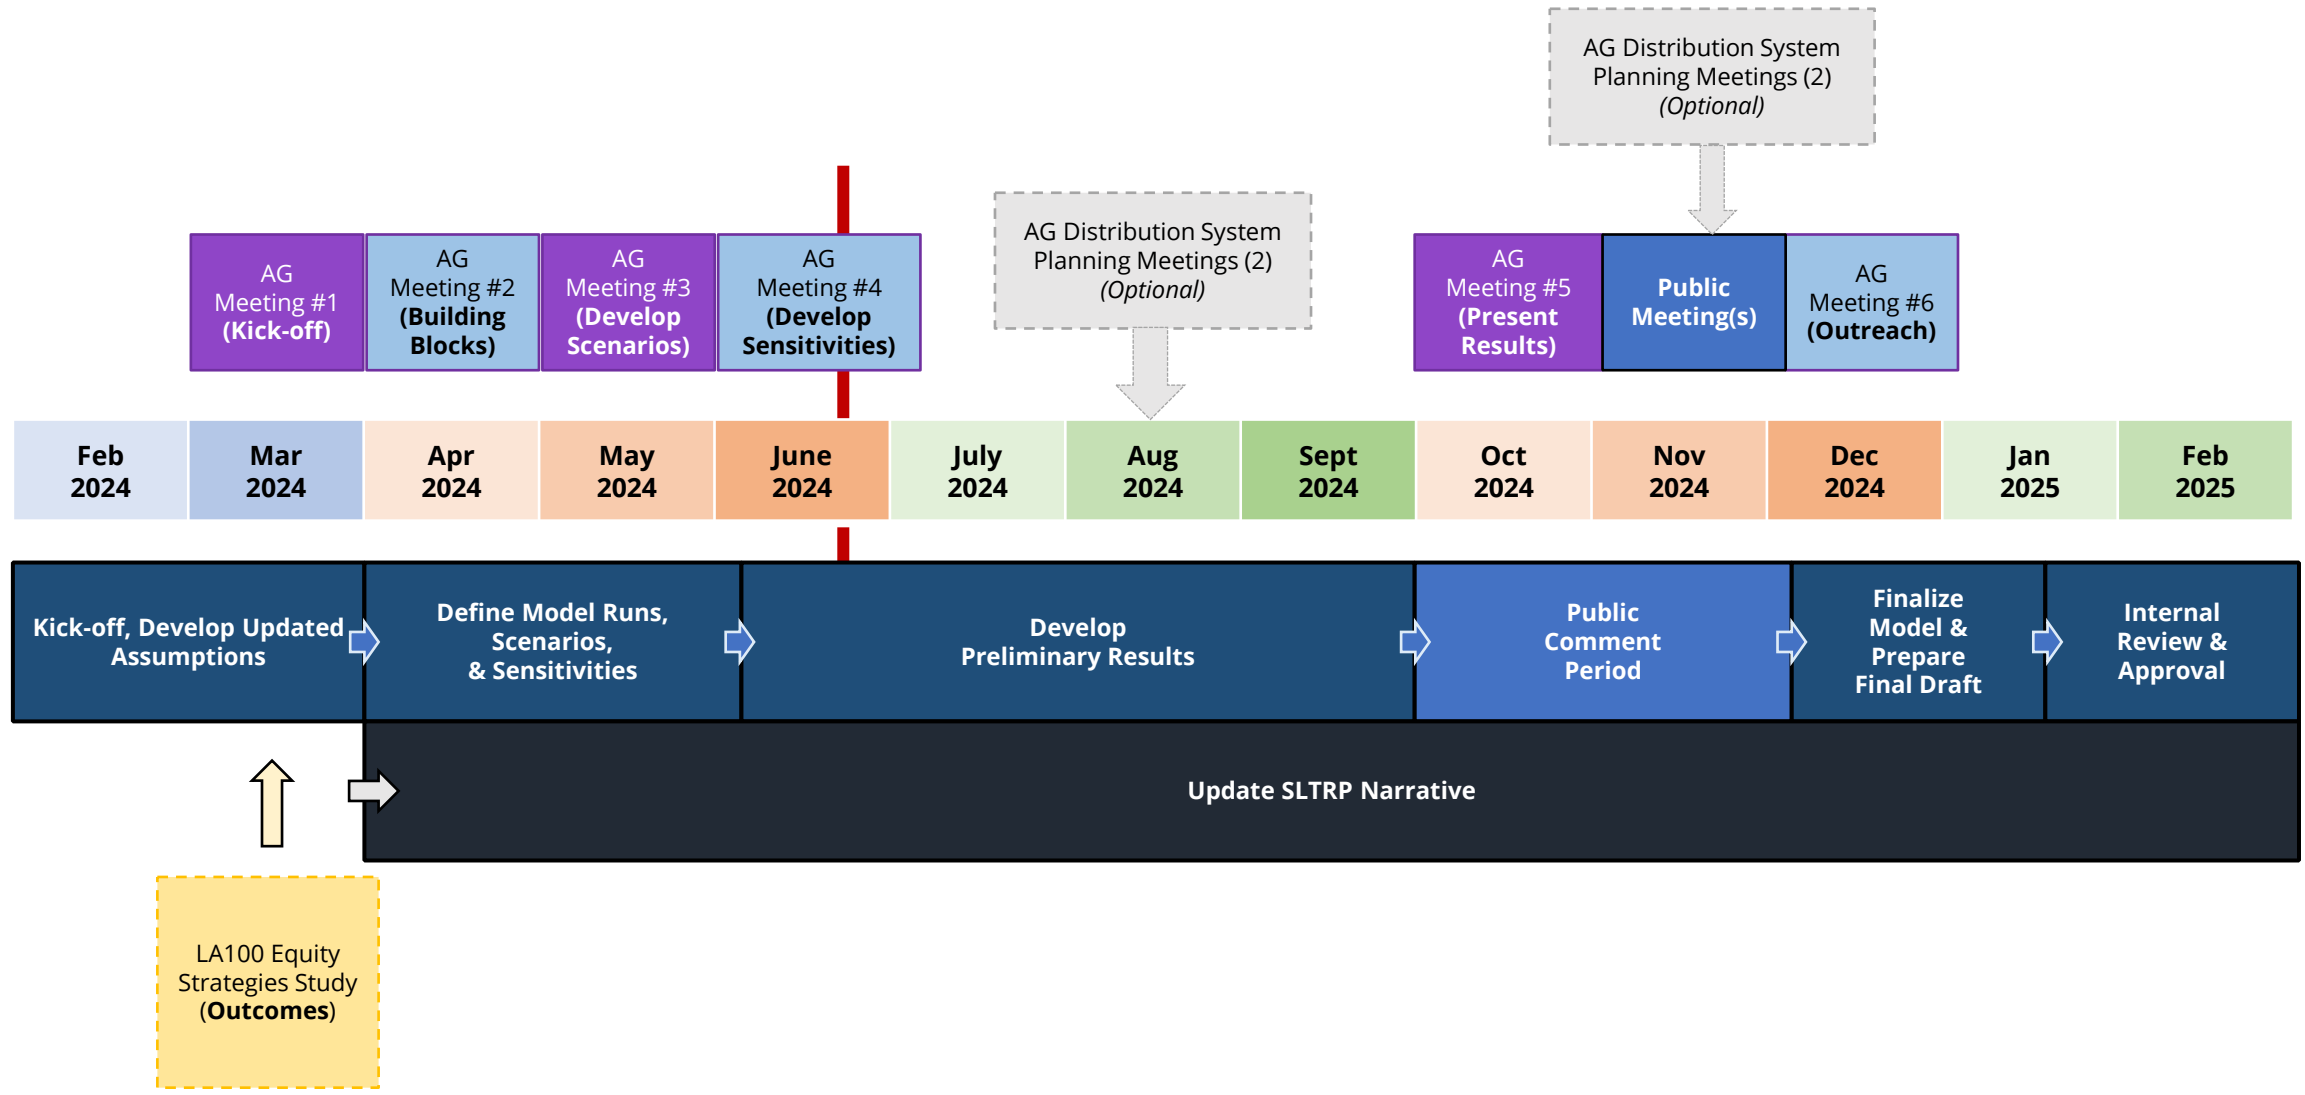 AG Distribution System
Planning Meetings (2)
(Optional)
AG Distribution System
Planning Meetings (2)
(Optional)
AG
Meeting #1
(Kick-off)
AG
Meeting #2
(Building
Blocks)
AG
Meeting #3
(Develop
Scenarios)
AG
Meeting #4
(Develop
Sensitivities)
AG
Meeting #5
(Present
Results)
Public
Meeting(s)
AG
Meeting #6
(Outreach)
Feb
2024
Mar
2024
Apr
2024
May
2024
June
2024
July
2024
Aug
2024
Sept
2024
Oct
2024
Nov
2024
Dec
2024
Jan
2025
Feb
2025
Kick-off, Develop Updated
Assumptions
Define Model Runs,
Scenarios,
& Sensitivities
Develop
Preliminary Results
Public
Comment
Period
Finalize
Model &
Prepare
Final Draft
Internal
Review &
Approval
Update SLTRP Narrative
LA100 Equity
Strategies Study
(Outcomes)